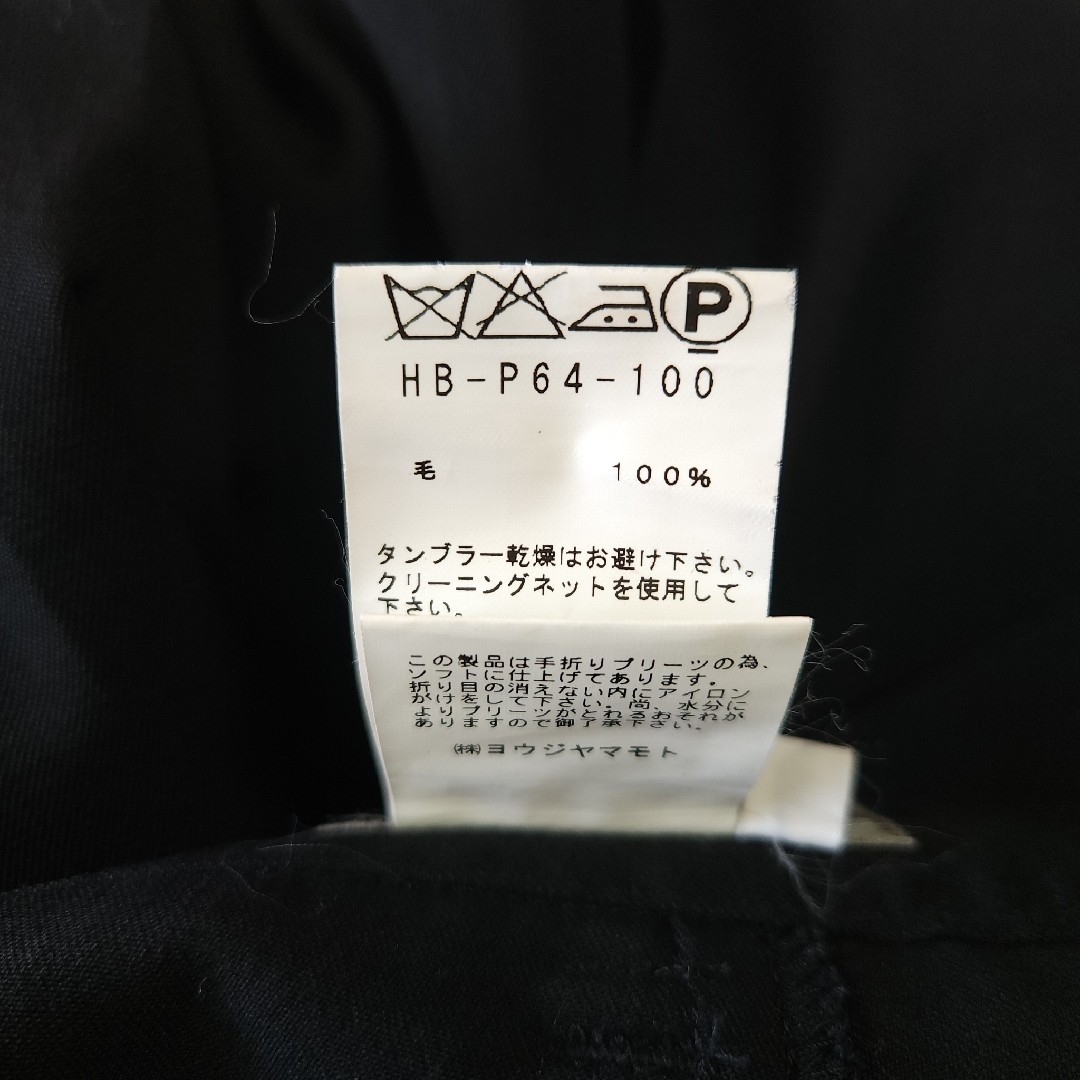 P
HB-P64-100
毛 100%
タンブラー乾燥はお避け下さい。
クリーニングネットを使用して
下さい。
この製品は手折りプリーツの為、
ソフトに仕上げてあります。
折り目の消えない内にアイロン
がけをして下さい。尚、水分に
よりプリーツがとれるおそれが
ありますので御了承下さい。
㈱ヨウジヤマモト